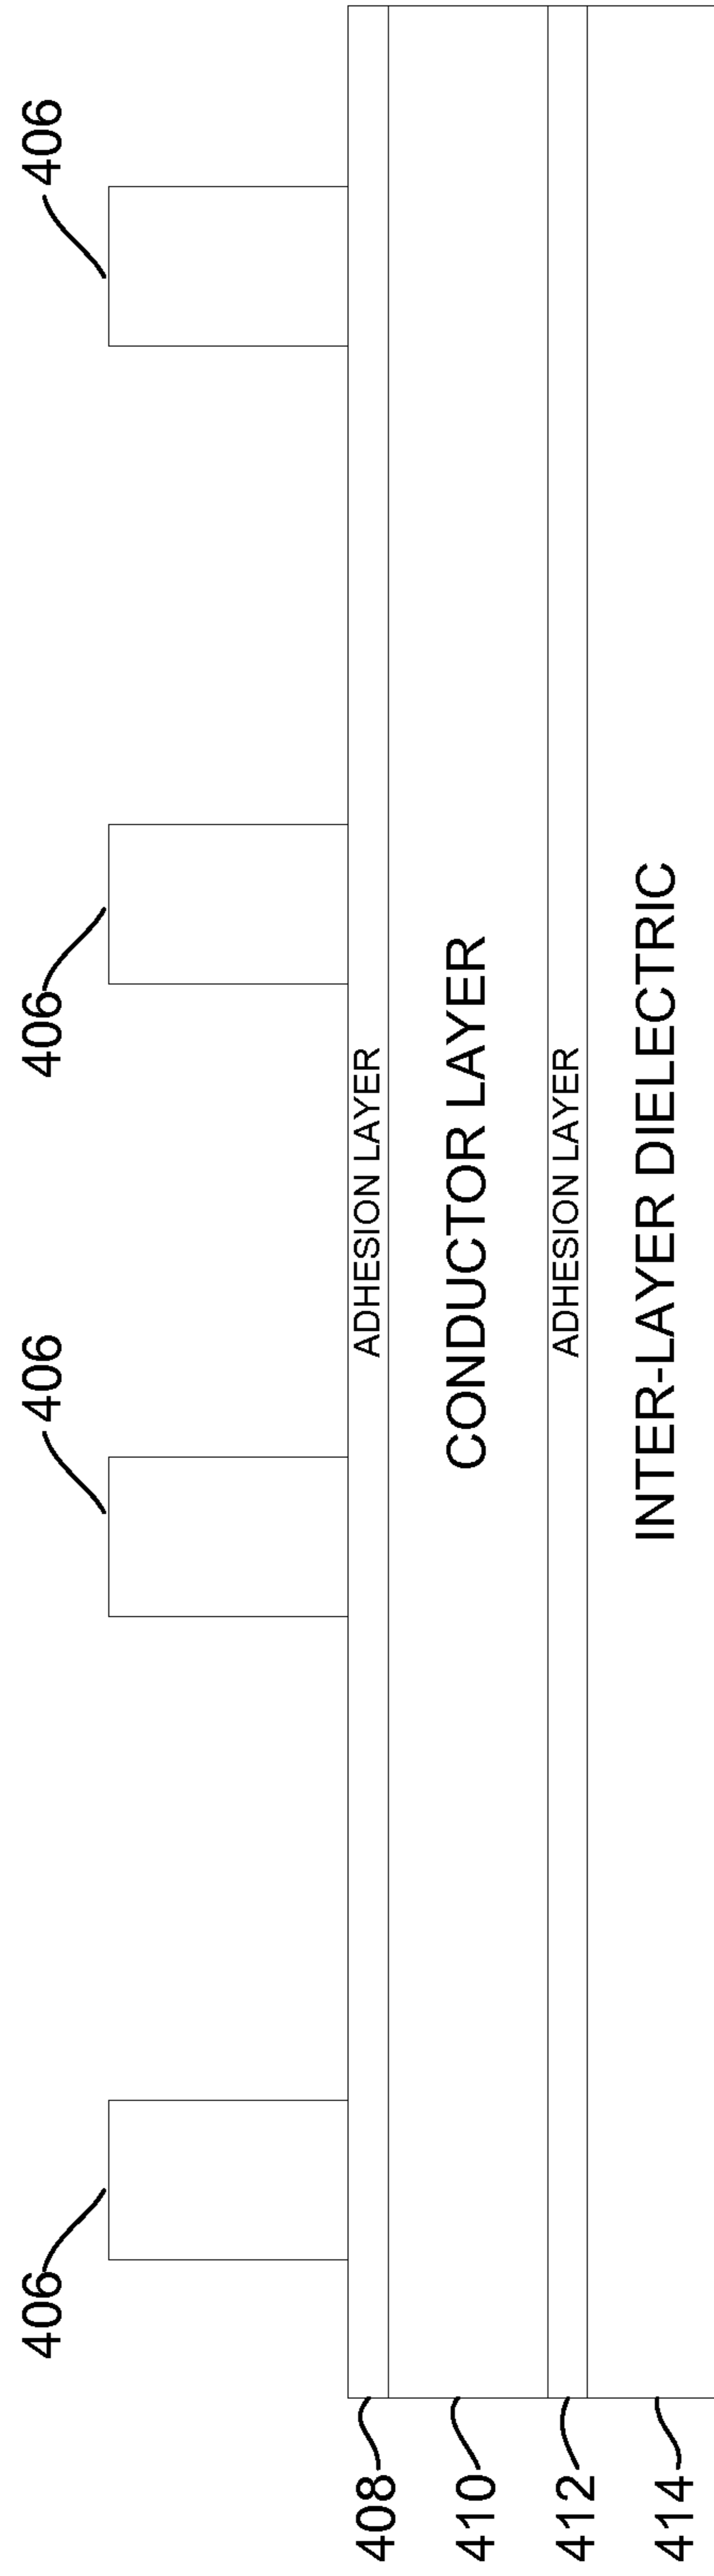 406
406
406
406
408
ADHESION LAYER
410
CONDUCTOR LAYER
412
ADHESION LAYER
414
INTER-LAYER DIELECTRIC